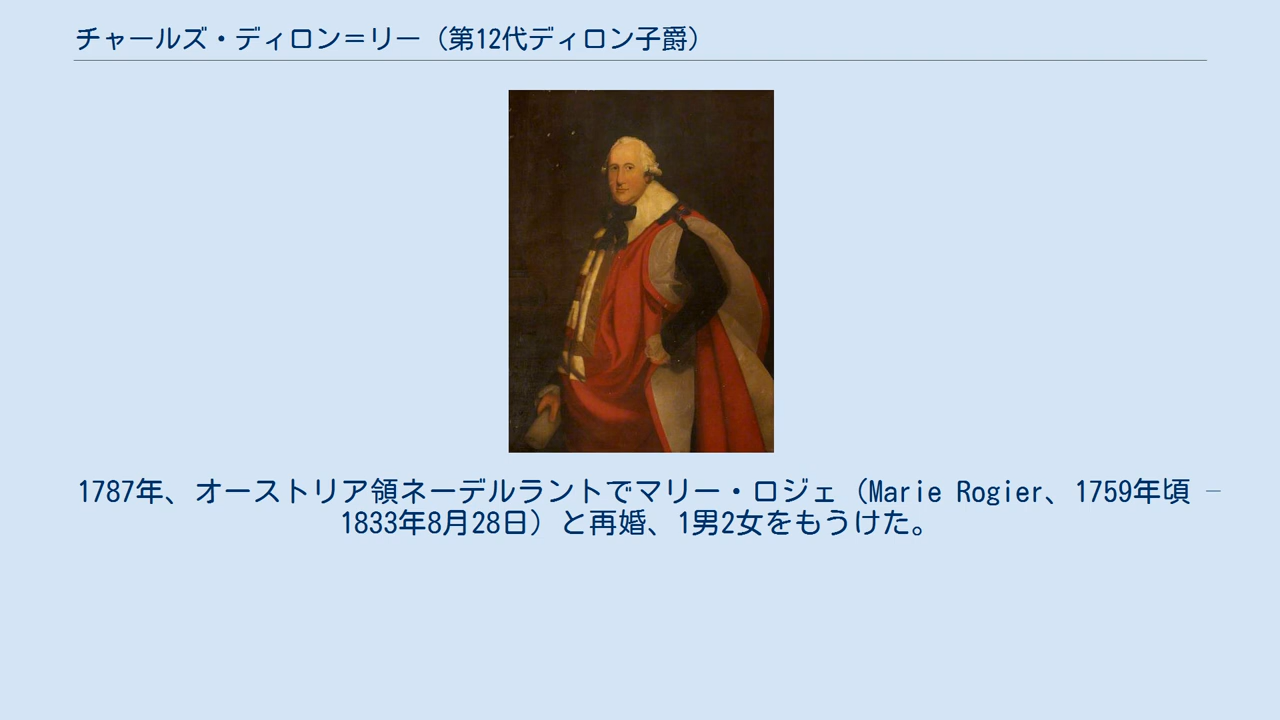 チャールズ・ディロン＝リー（第12代ディロン子爵）
1787年、オーストリア領ネーデルラントでマリー・ロジェ（Marie Rogier、1759年頃 –
1833年8月28日）と再婚、1男2女をもうけた。